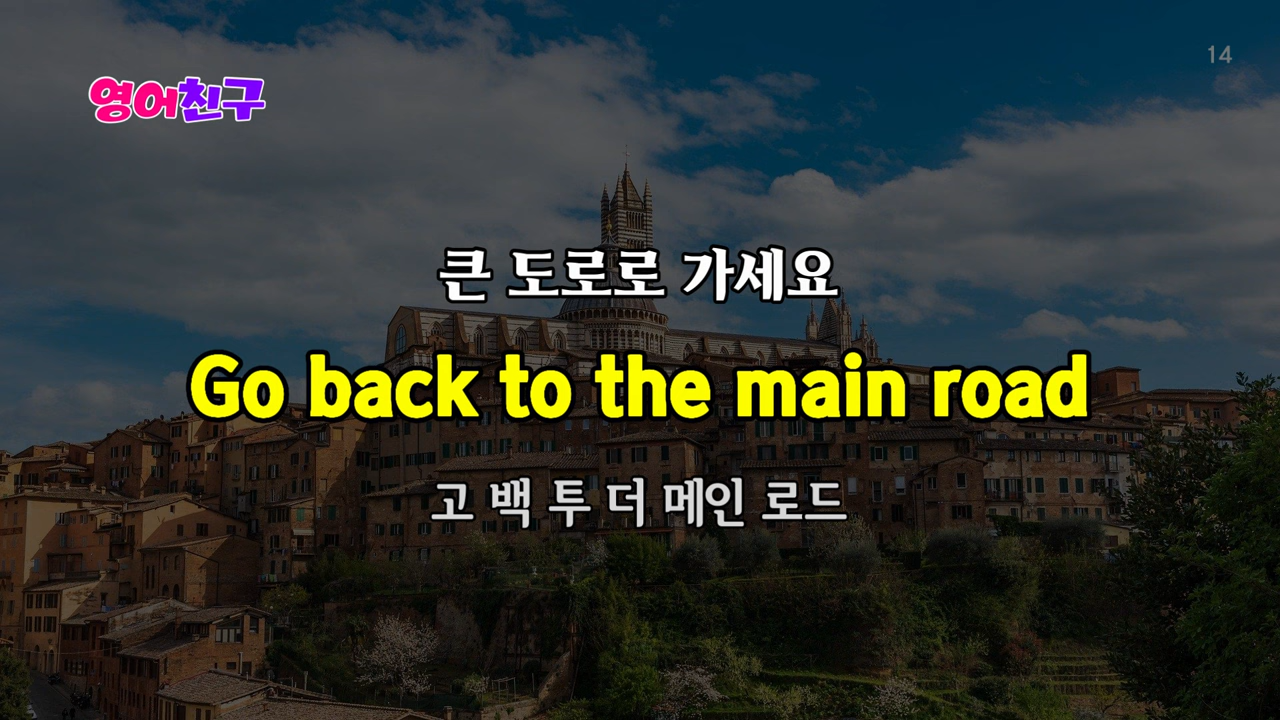 영어친구
14
큰 도로로 가세요
Go back to the main road
고 백 투 더 메인 로드